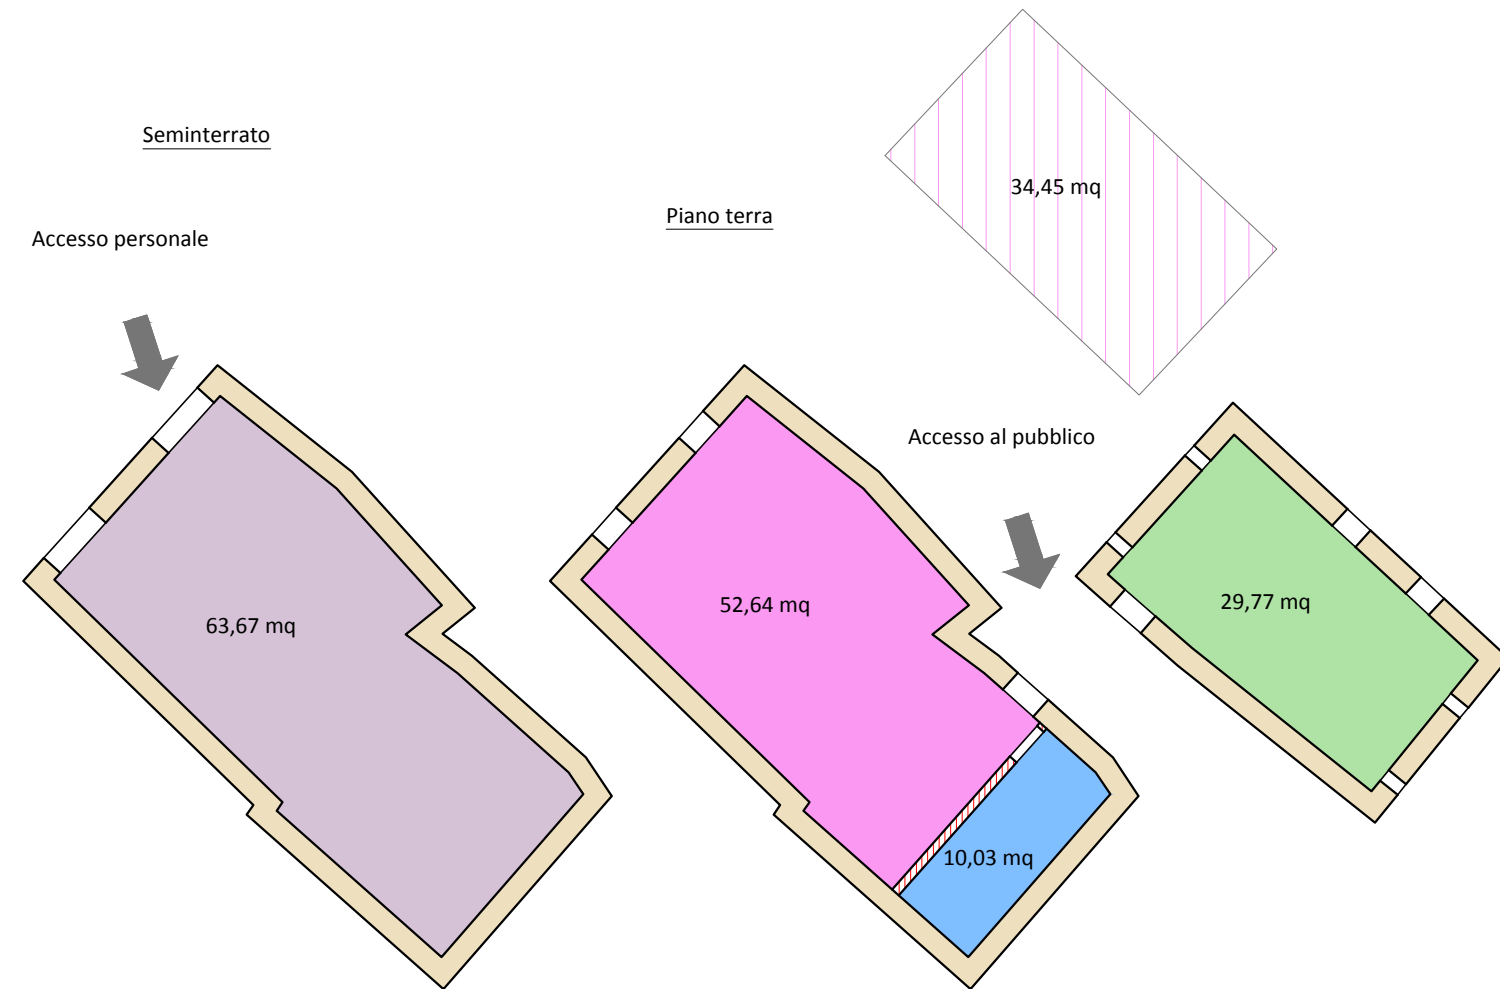 Seminterrato
34,45 mq
Piano terra
Accesso personale
Accesso al pubblico
63,67 mq
52,64 mq
29,77 mq
10,03 mq